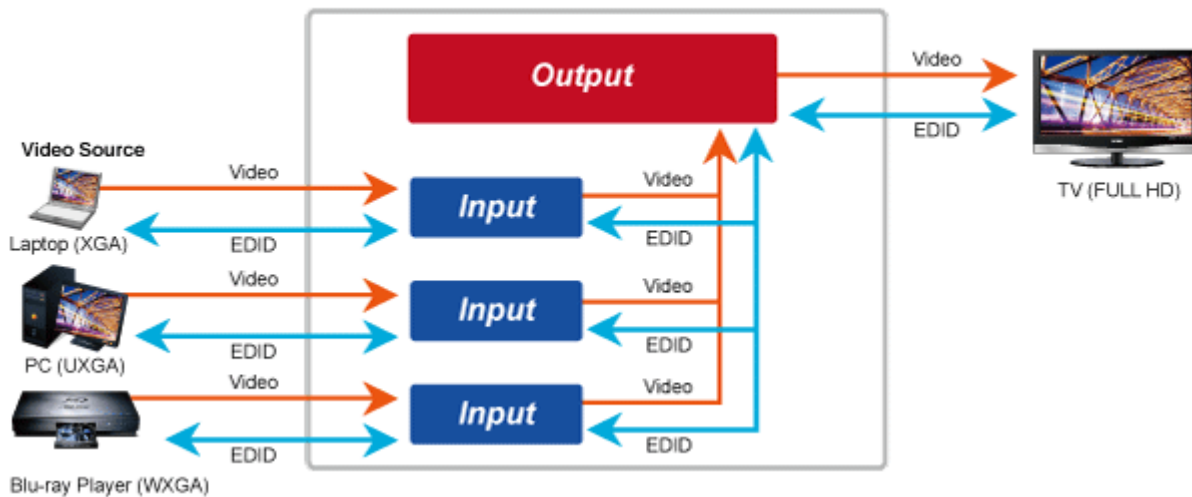 Output
Video
EDID
TV (FULL HD)
Video Source
Video
EDID
Laptop (XGA)
Input
Video
EDID
Video
EDID
PC (UXGA)
Input
Video
EDID
Video
EDID
Blu-ray Player (WXGA)
Input
Video
EDID